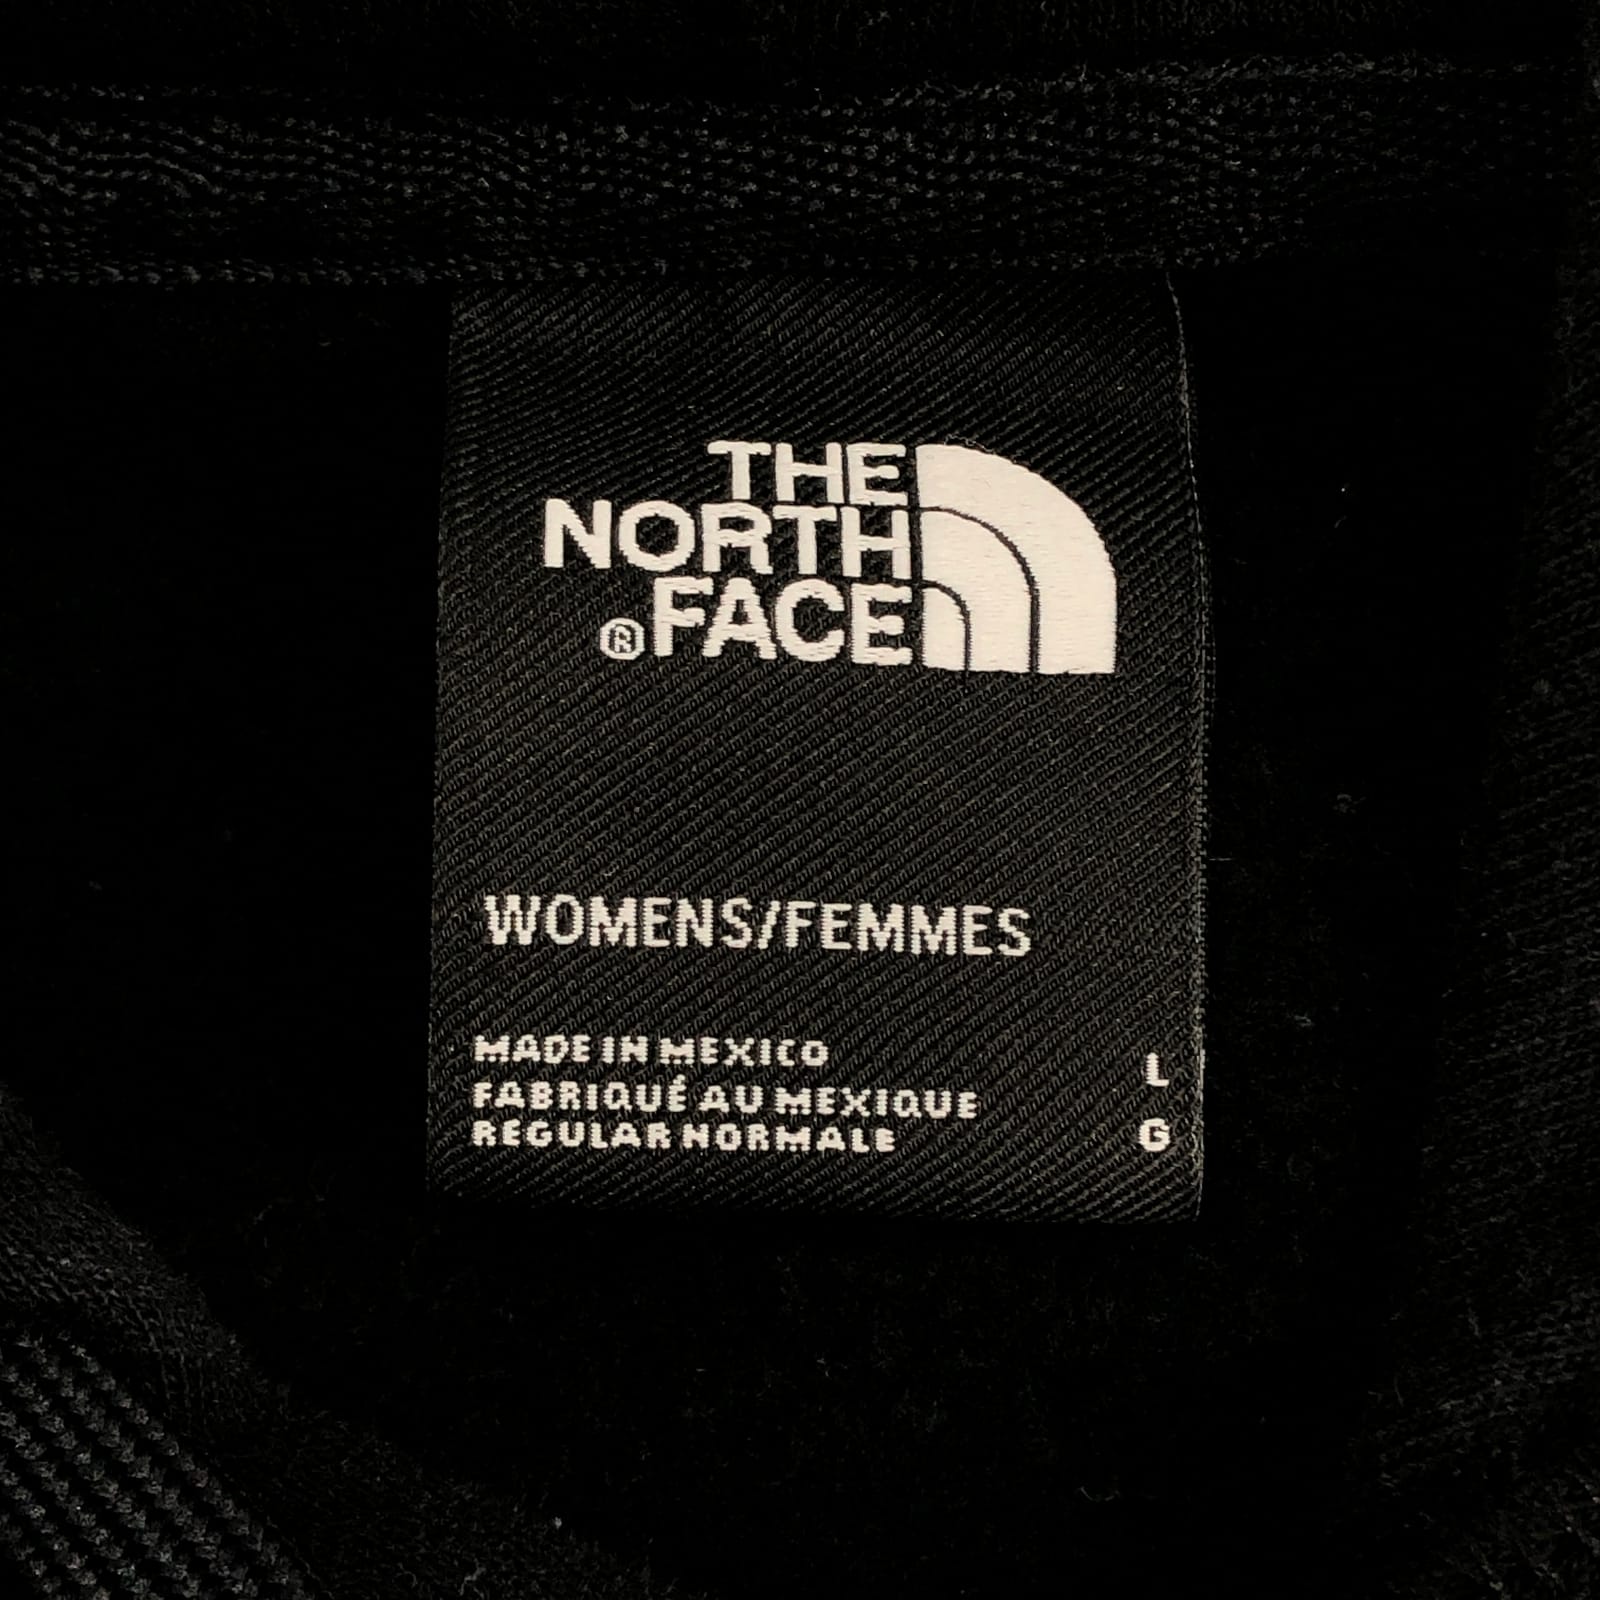 THE
NORTH
®FACE
WOMENS/FEMMES
MADE IN MEXICO
L
FABRIQUÉ AU MEXIQUE
REGULAR NORMALE
G